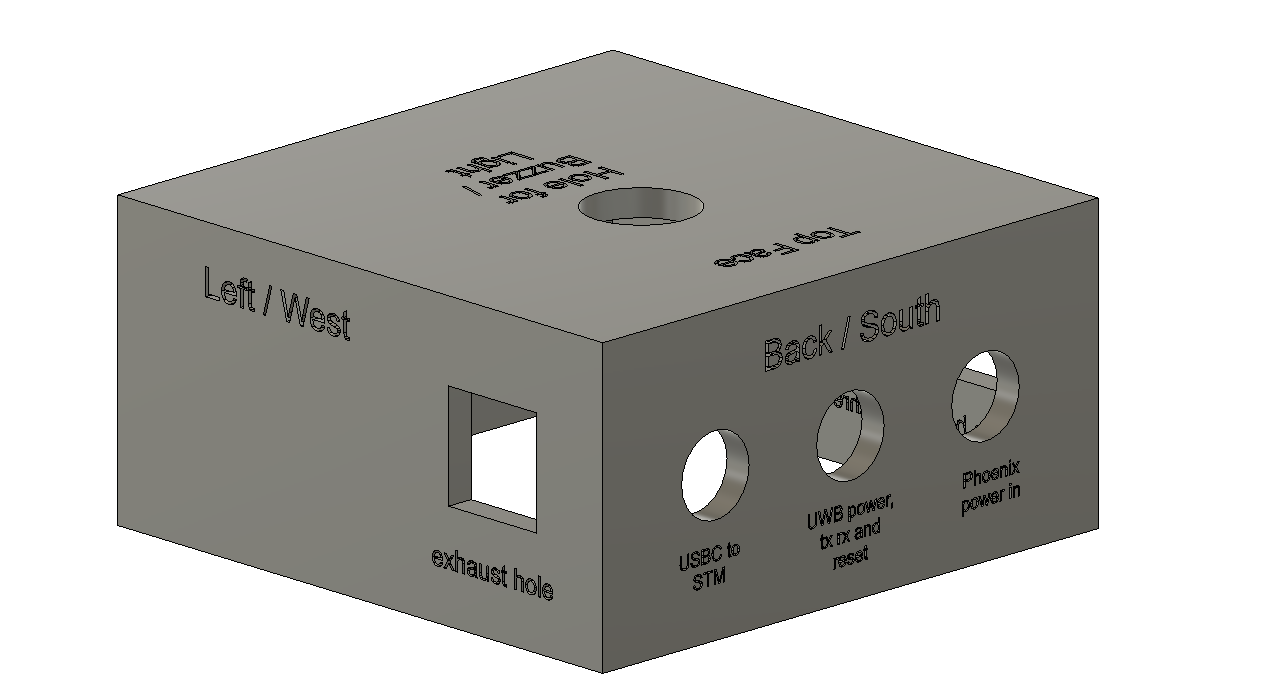 Hole for
Buzzer /
Light
Top Face
Left / West
Back / South
exhaust hole
USBC to
STM
UWB power,
tx rx and
reset
Phoenix
power in